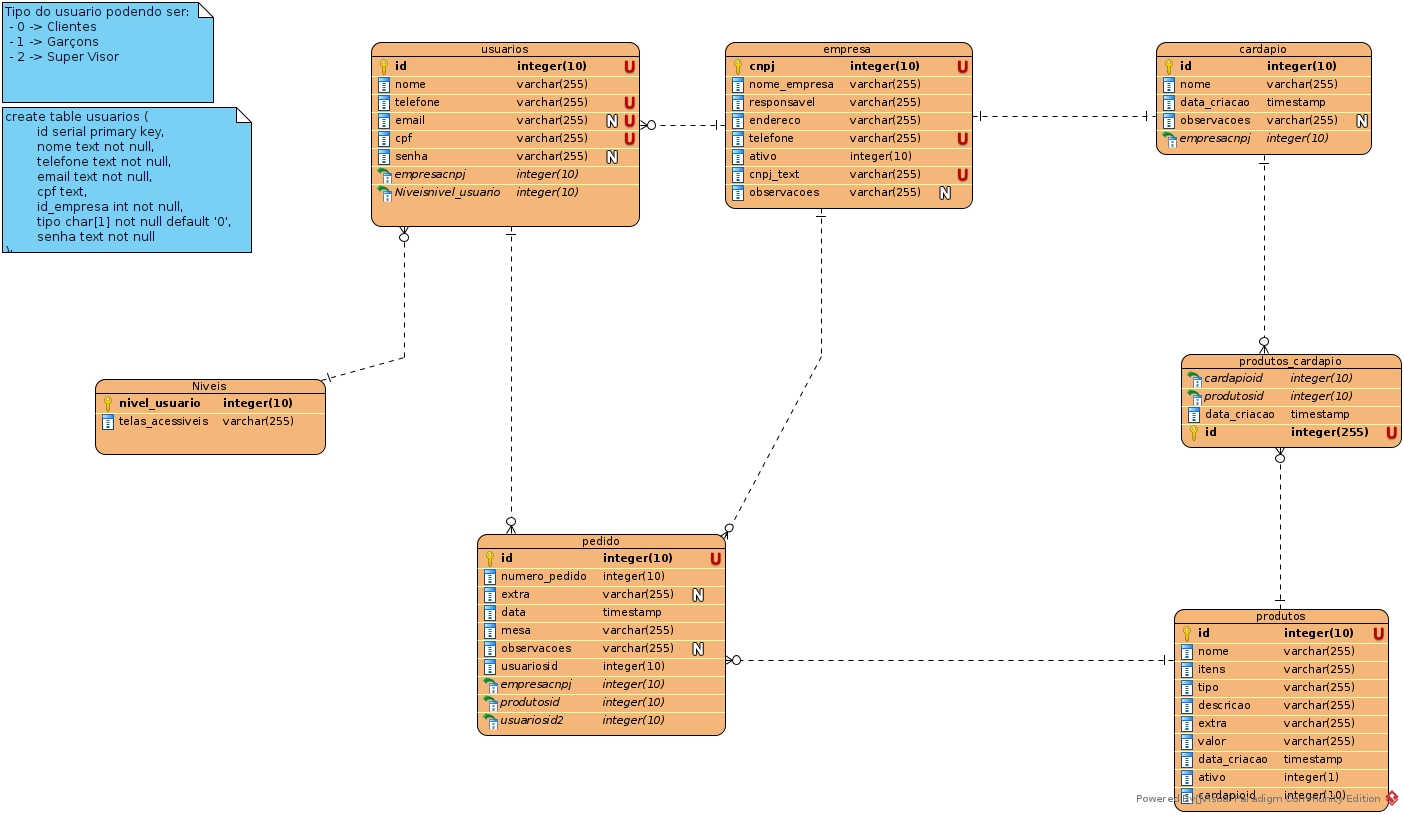 Tipo do usuario podendo ser:
- 0 -> Clientes
- 1 -> Garçons
- 2 -> Super Visor
create table usuarios (
id serial primary key,
nome text not null,
telefone text not null,
email text not null,
cpf text,
id_empresa int not null,
tipo char[1] not null default '0',
senha text not null
usuarios
id integer(10) U
nome varchar(255)
telefone varchar(255) U
email varchar(255) N U
cpf varchar(255) U
senha varchar(255) N
empresacnpj integer(10)
Niveisnivel_usuario integer(10)
empresa
cnpj integer(10) U
nome_empresa varchar(255)
responsavel varchar(255)
endereco varchar(255)
telefone varchar(255) U
ativo integer(10)
cnpj_text varchar(255) U
observacoes varchar(255) N
cardapio
id integer(10)
nome varchar(255)
data_criacao timestamp
observacoes varchar(255) N
empresacnpj integer(10)
Niveis
nivel_usuario integer(10)
telas_acessiveis varchar(255)
produtos_cardapio
cardapioid integer(10)
produtosid integer(10)
data_criacao timestamp
id integer(255) U
pedido
id integer(10) U
numero_pedido integer(10)
extra varchar(255) N
data timestamp
mesa varchar(255)
observacoes varchar(255) N
usuariosid integer(10)
empresacnpj integer(10)
produtosid integer(10)
usuariosid2 integer(10)
produtos
id integer(10) U
nome varchar(255)
itens varchar(255)
tipo varchar(255)
descricao varchar(255)
extra varchar(255)
valor varchar(255)
data_criacao timestamp
ativo integer(1)
cardapioid integer(10)
Powered By Visual Paradigm Community Edition